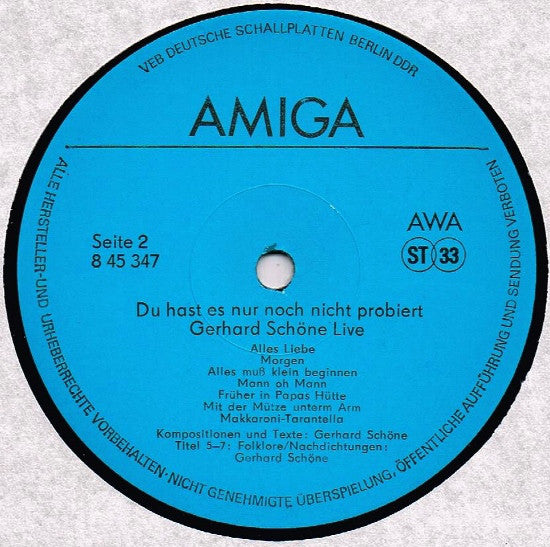 VEB DEUTSCHE SCHALLPLATTEN BERLIN DDR
AMIGA
AWA
ST 33
Seite 2
8 45 347
Du hast es nur noch nicht probiert
Gerhard Schöne Live
Alles Liebe
Morgen
Alles muß klein beginnen
Mann oh Mann
Früher in Papas Hütte
Mit der Mütze unterm Arm
Makkaroni-Tarantella
Kompositionen und Texte: Gerhard Schöne
Titel 5-7: Folklore/Nachdichtungen:
Gerhard Schöne
ALLE HERSTELLER-UND URHEBERRECHTE VORBEHALTEN·NICHT GENEHMIGTE ÜBERSPIELUNG, ÖFFENTLICHE AUFFÜHRUNG UND SENDUNG VERBOTEN